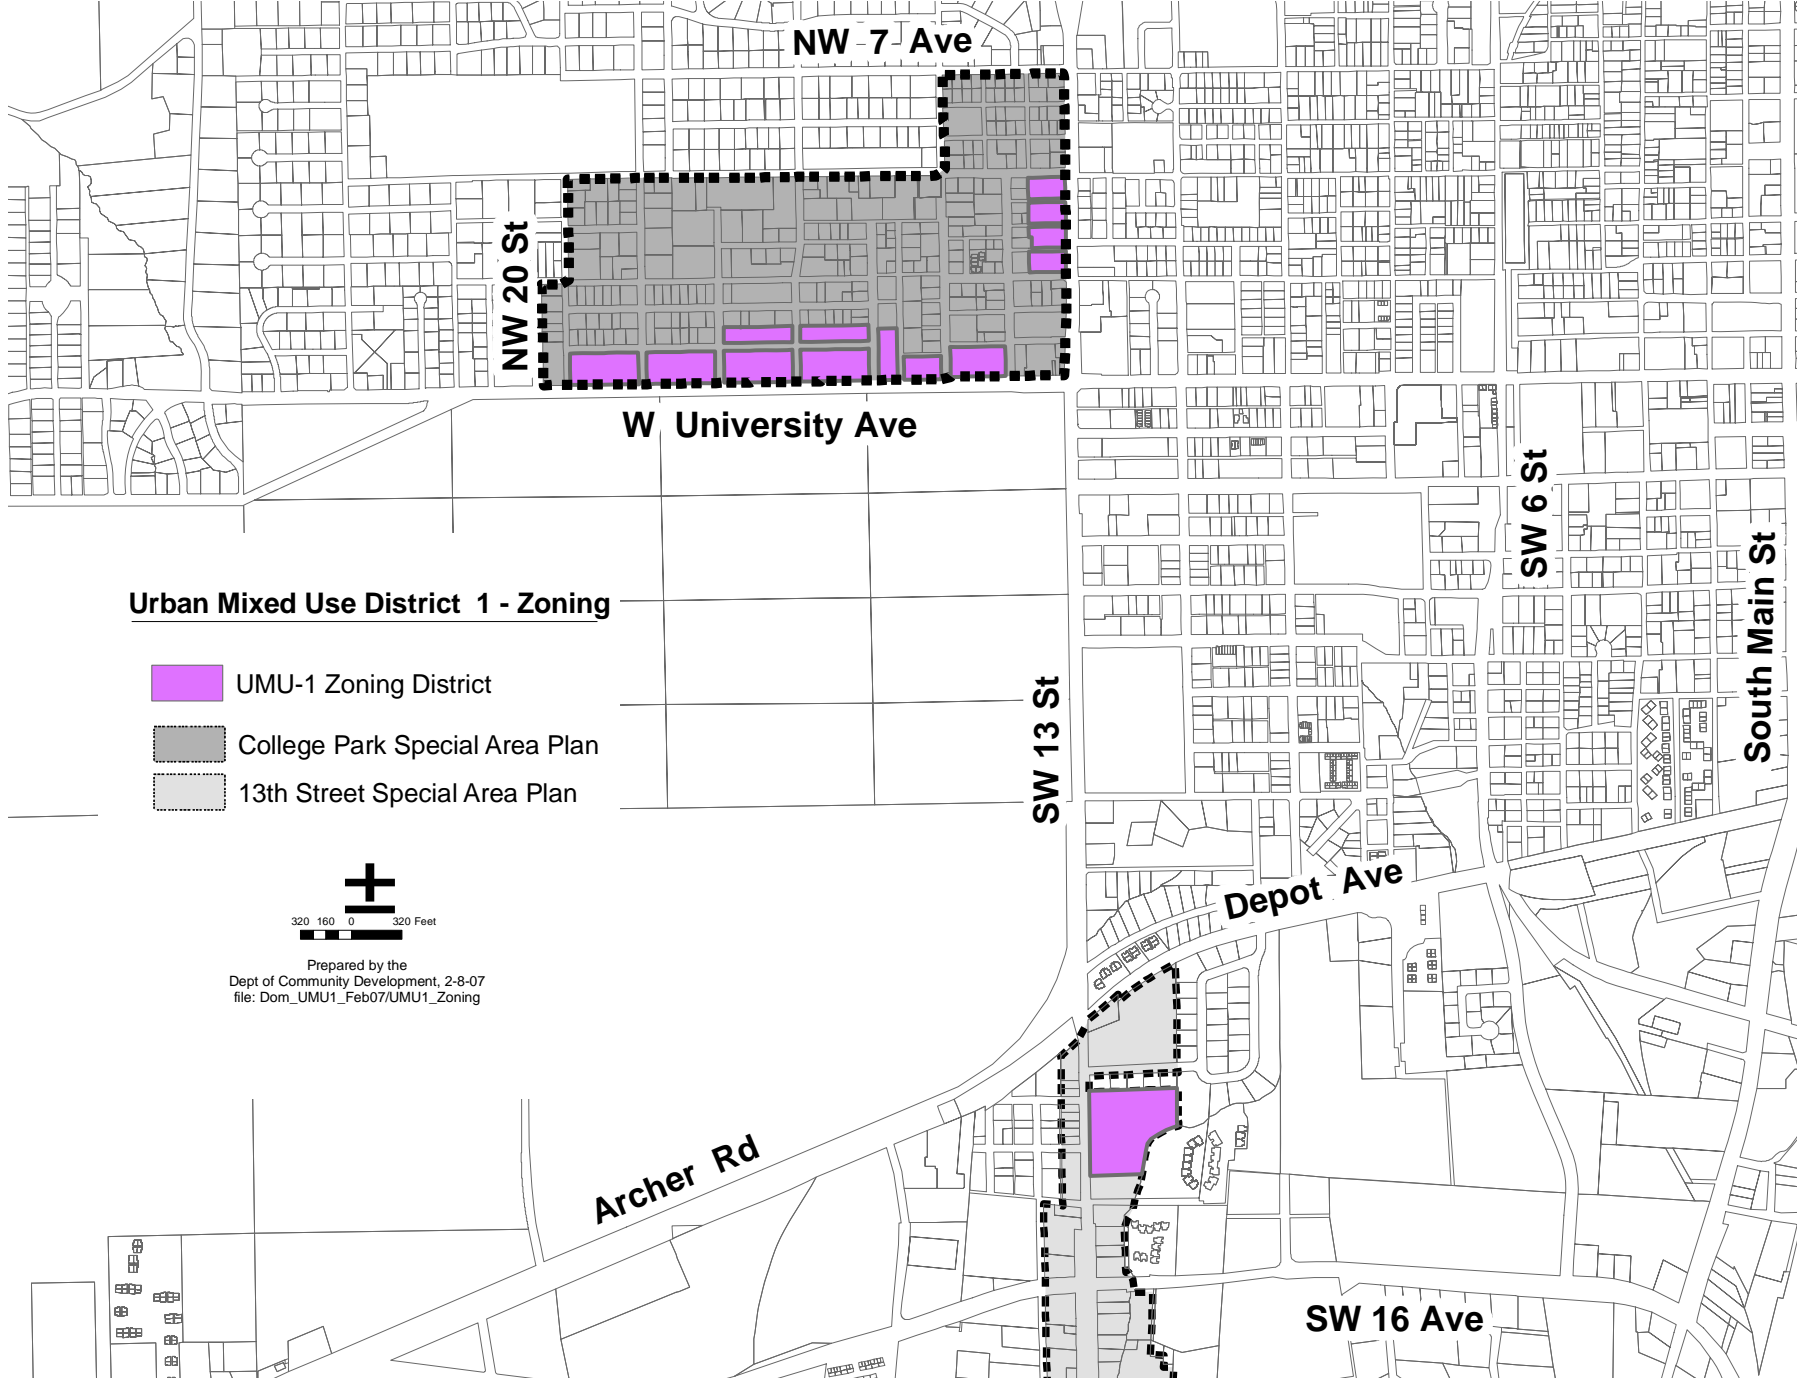 NW 7 Ave
NW 20 St
W University Ave
SW 6 St
South Main St
Urban Mixed Use District 1 - Zoning
UMU-1 Zoning District
College Park Special Area Plan
13th Street Special Area Plan
SW 13 St
Depot Ave
320 160 0 320 Feet
Prepared by the
Dept of Community Development, 2-8-07
file: Dom_UMU1_Feb07/UMU1_Zoning
Archer Rd
SW 16 Ave